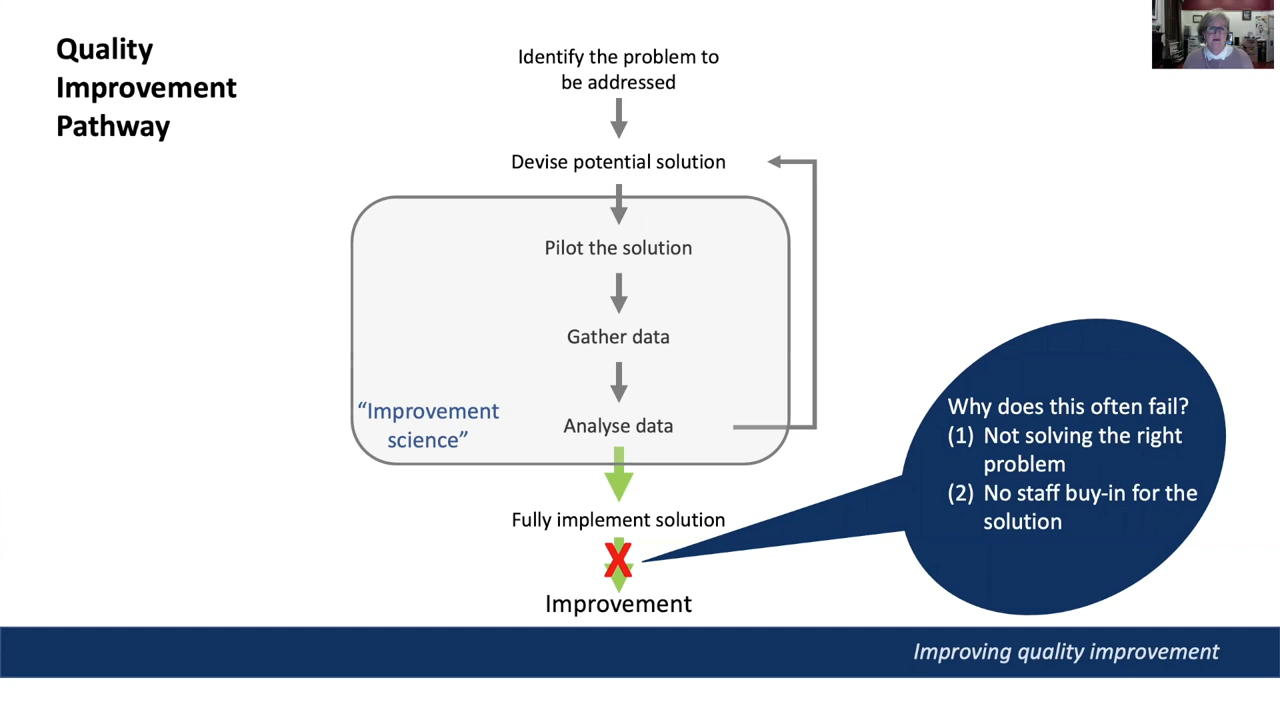 Quality
Improvement
Pathway
Identify the problem to
be addressed
Devise potential solution
Pilot the solution
Gather data
Analyse data
“Improvement
science”
Fully implement solution
X
Improvement
Why does this often fail?
(1) Not solving the right
problem
(2) No staff buy-in for the
solution
Improving quality improvement